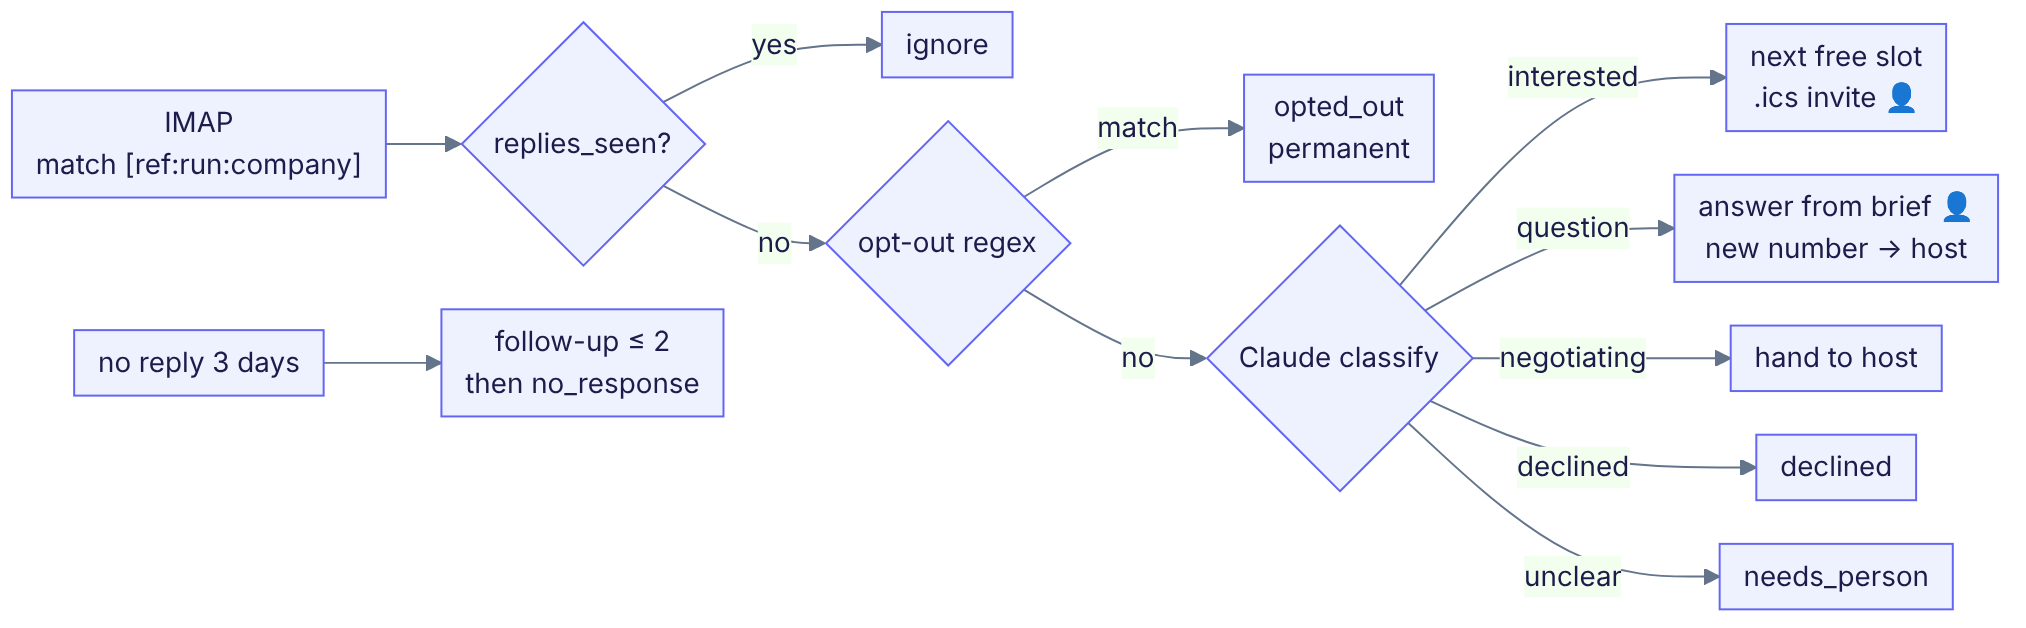 IMAP
match [ref:run:company]
replies_seen?
yes
ignore
no
opt-out regex
match
opted_out
permanent
no
Claude classify
interested
next free slot
.ics invite 👤
question
answer from brief 👤
new number → host
negotiating
hand to host
declined
declined
unclear
needs_person
no reply 3 days
follow-up ≤ 2
then no_response